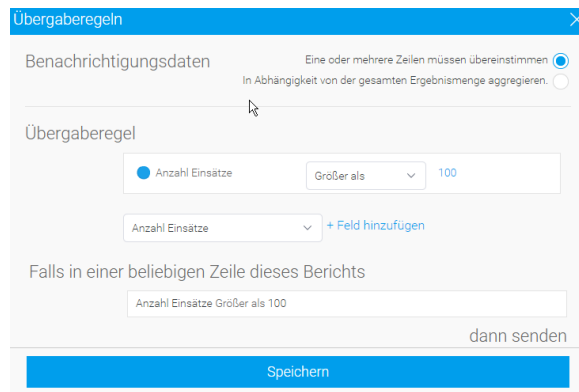 Übergaberegeln
Benachrichtigungsdaten
Eine oder mehrere Zeilen müssen übereinstimmen
In Abhängigkeit von der gesamten Ergebnismenge aggregieren.
Übergaberegel
Anzahl Einsätze Größer als 100
Anzahl Einsätze + Feld hinzufügen
Falls in einer beliebigen Zeile dieses Berichts
Anzahl Einsätze Größer als 100
dann senden
Speichern